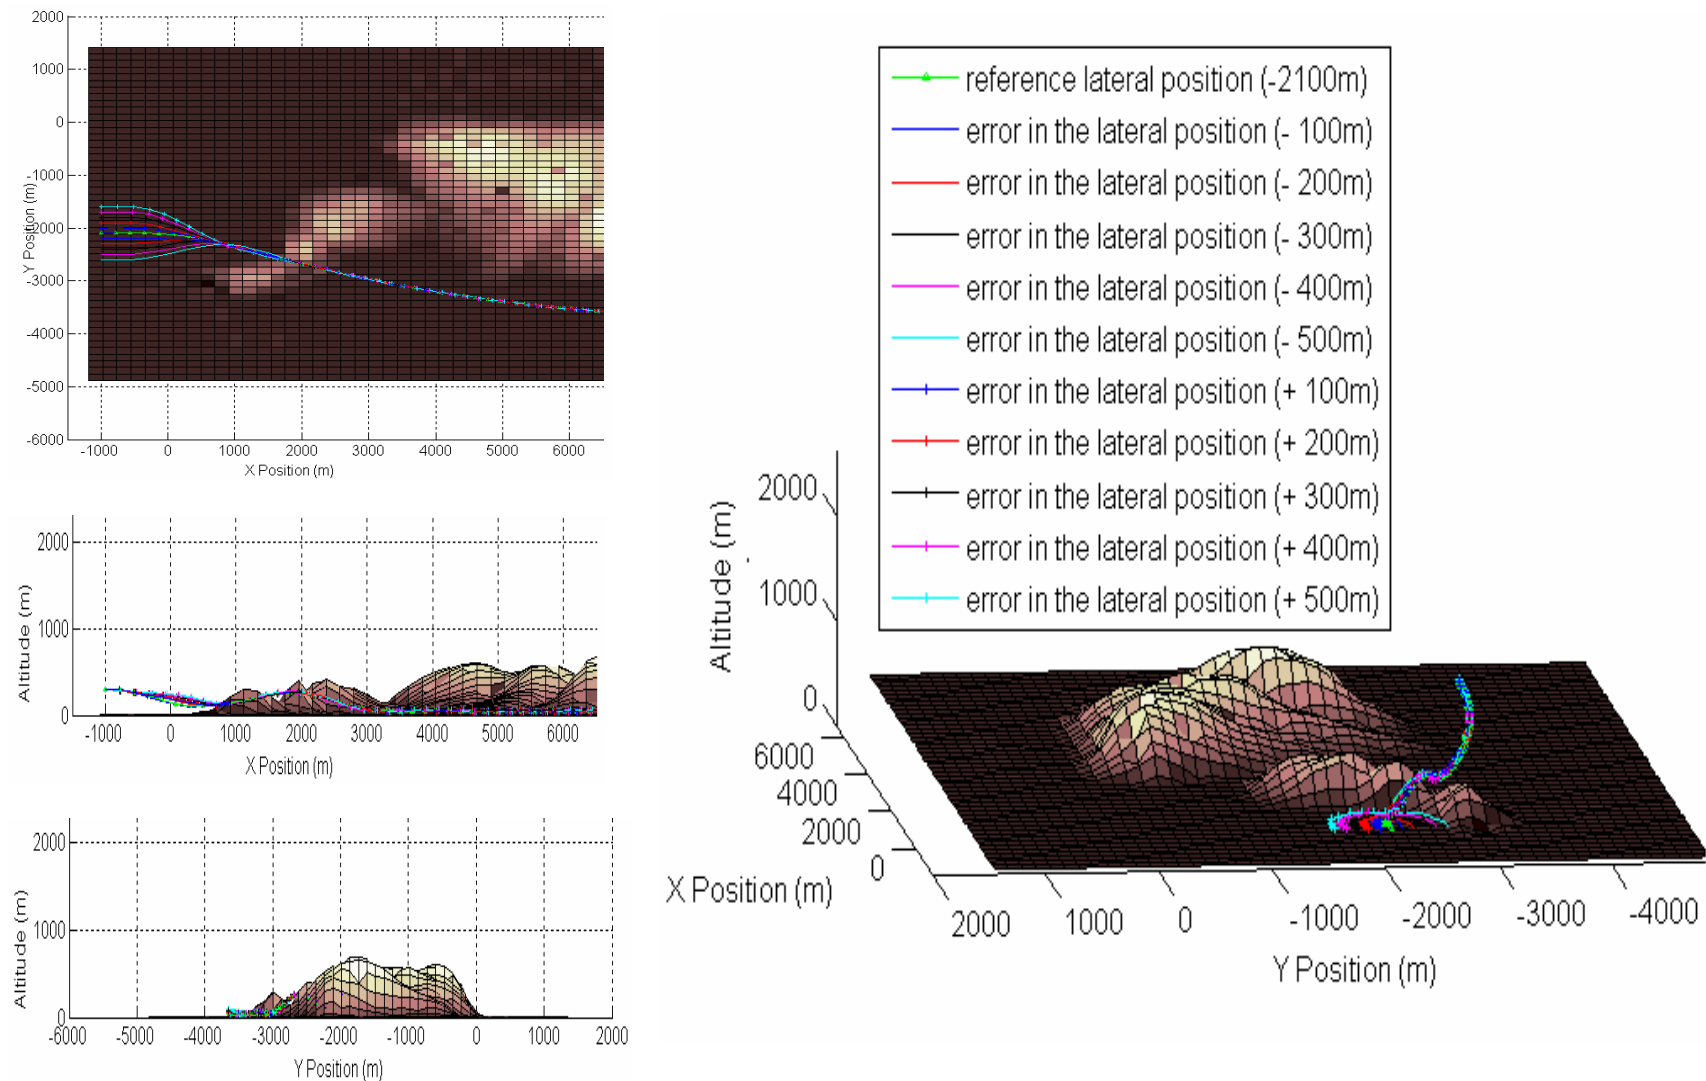 2000
1000
0
-1000
-2000
-3000
-4000
-5000
-6000
Y Position (m)
-1000 0 1000 2000 3000 4000 5000 6000
X Position (m)
2000
1000
0
Altitude (m)
-1000 0 1000 2000 3000 4000 5000 6000
X Position (m)
2000
1000
0
Altitude (m)
-6000 -5000 -4000 -3000 -2000 -1000 0 1000 2000
Y Position (m)
reference lateral position (-2100m)
error in the lateral position (- 100m)
error in the lateral position (- 200m)
error in the lateral position (- 300m)
error in the lateral position (- 400m)
error in the lateral position (- 500m)
error in the lateral position (+ 100m)
error in the lateral position (+ 200m)
error in the lateral position (+ 300m)
error in the lateral position (+ 400m)
error in the lateral position (+ 500m)
2000
1000
0
Altitude (m)
6000
4000
2000
0
X Position (m)
2000 1000 0 -1000 -2000 -3000 -4000
Y Position (m)